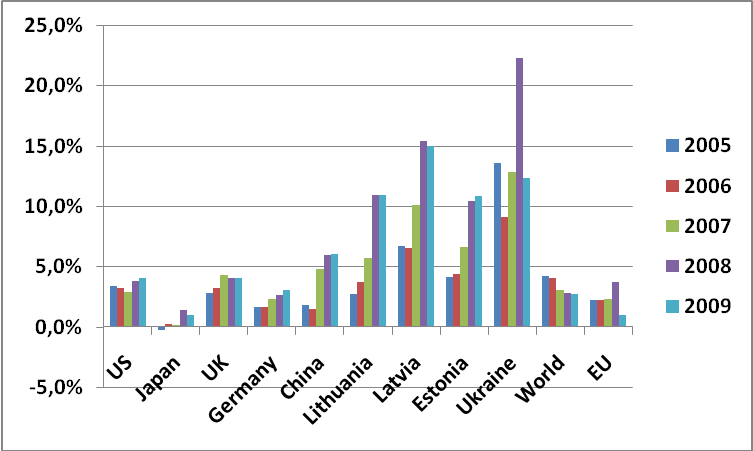 25,0%
20,0%
15,0%
10,0%
5,0%
0,0%
-5,0%
US
Japan
UK
Germany
China
Lithuania
Latvia
Estonia
Ukraine
World
EU
2005
2006
2007
2008
2009